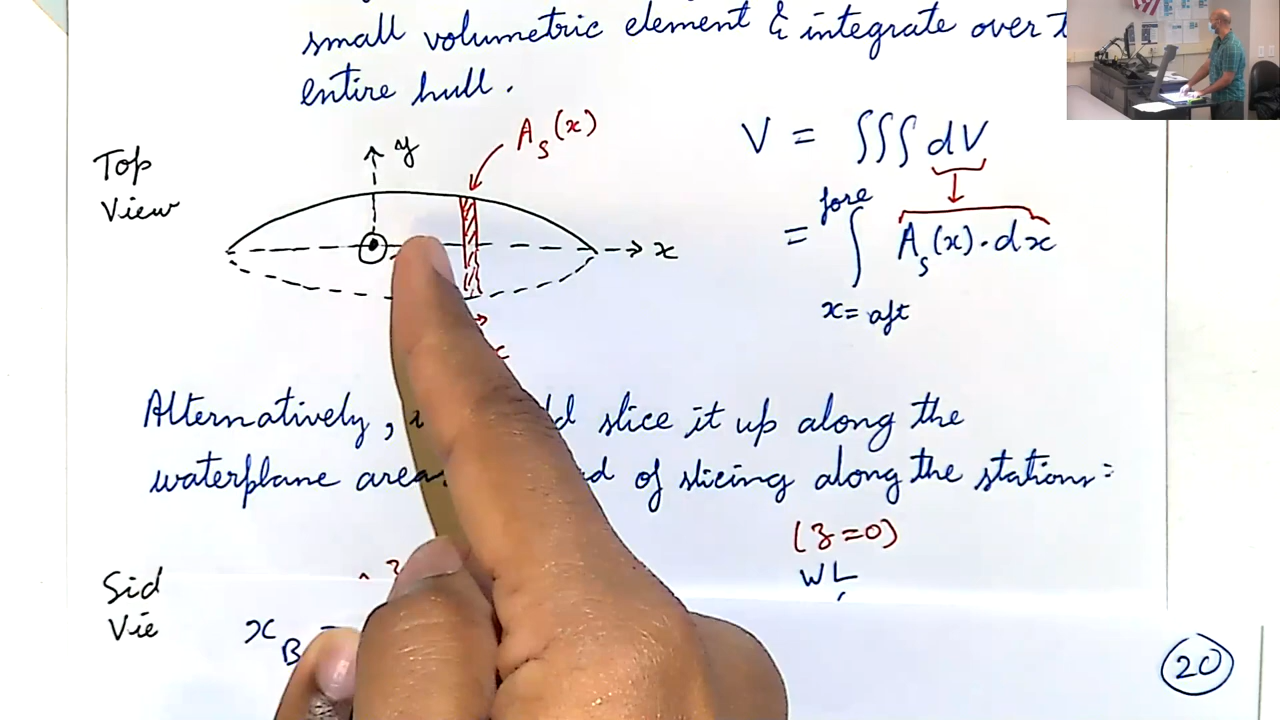 small volumetric element & integrate over
entire hull.
Top
View
y
A_s(x)
x
V = ∫∫∫ dV
fore
= ∫ A_s(x)·dx
x = aft
Alternatively, slice it up along the
waterplane of slicing along the stations:
(z=0)
WL
Sid
Vie
x_B
20